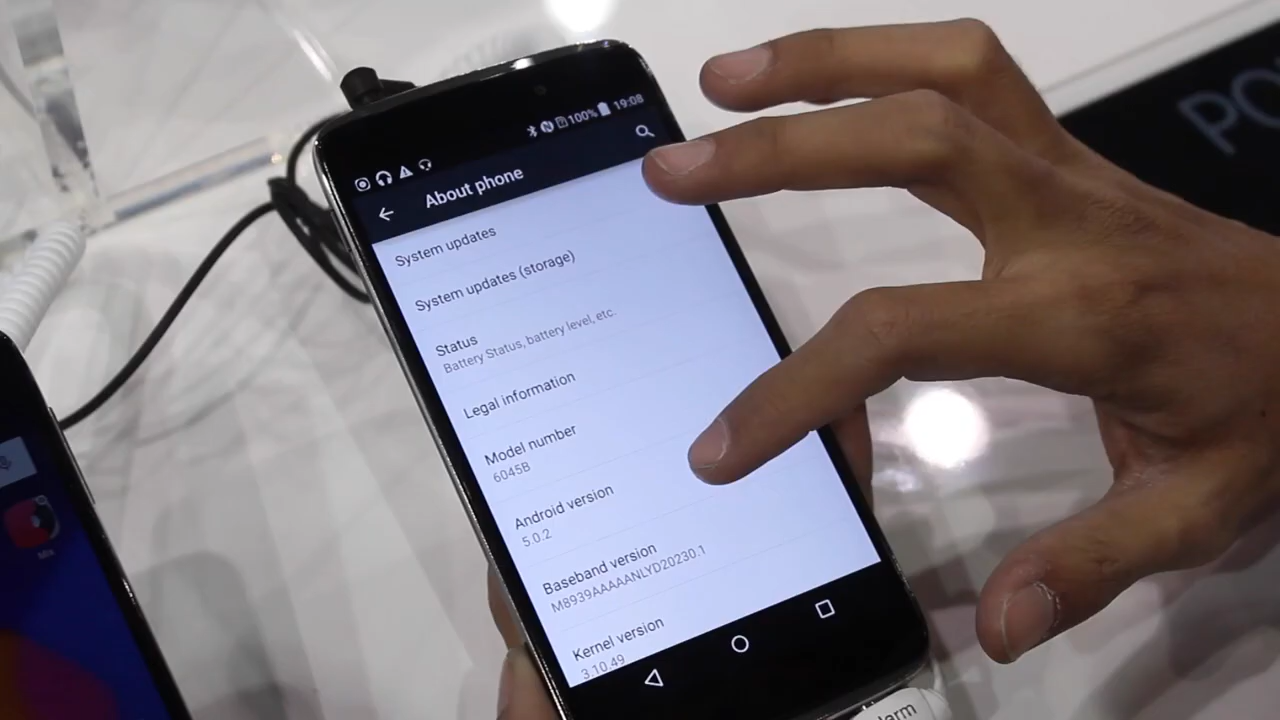 100% 19:08
About phone
System updates
System updates (storage)
Status
Battery Status, battery level, etc.
Legal information
Model number
6045B
Android version
5.0.2
Baseband version
M8939AAAAANLYD20230.1
Kernel version
3.10.49
Mix